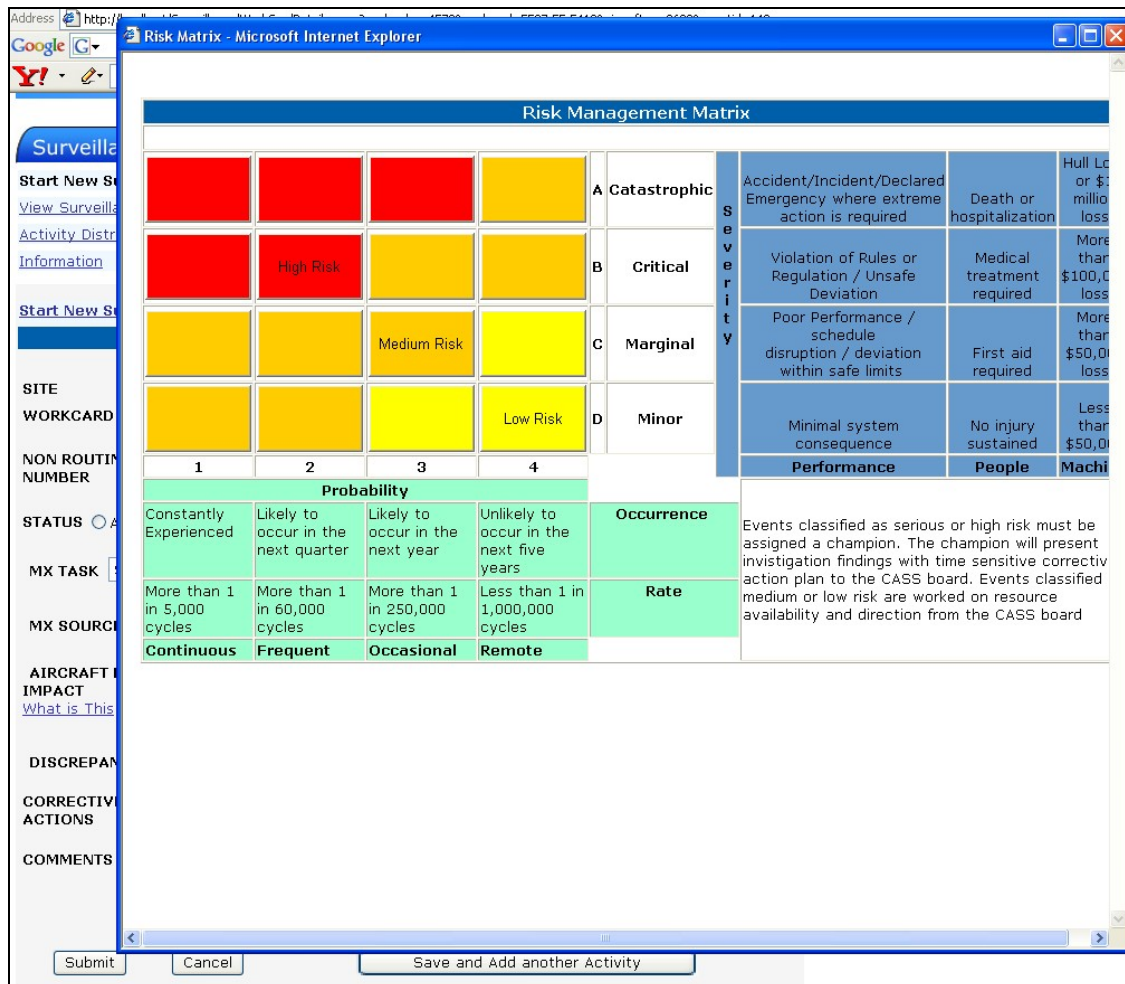 Address http://
Google G
Risk Matrix - Microsoft Internet Explorer
Y!
Risk Management Matrix
Surveilla
Start New Su
View Surveilla
Activity Distr
Information
Start New Su
SITE
WORKCARD
NON ROUTIN
NUMBER
STATUS
MX TASK
MX SOURCE
AIRCRAFT
IMPACT
What is This
DISCREPAN
CORRECTIV
ACTIONS
COMMENTS
A Catastrophic
High Risk
B Critical
Medium Risk
C Marginal
Low Risk
D Minor
Severity
Accident/Incident/Declared
Emergency where extreme
action is required
Death or
hospitalization
Hull Lo
or $1
millio
loss
Violation of Rules or
Regulation / Unsafe
Deviation
Medical
treatment
required
More
than
$100,0
loss
Poor Performance /
schedule
disruption / deviation
within safe limits
First aid
required
More
than
$50,00
loss
Minimal system
consequence
No injury
sustained
Less
than
$50,00
Performance People Machi
1 2 3 4
Probability
Constantly
Experienced
Likely to
occur in the
next quarter
Likely to
occur in the
next year
Unlikely to
occur in the
next five
years
Occurrence
More than 1
in 5,000
cycles
More than 1
in 60,000
cycles
More than 1
in 250,000
cycles
Less than 1 in
1,000,000
cycles
Rate
Continuous Frequent Occasional Remote
Events classified as serious or high risk must be
assigned a champion. The champion will present
invistigation findings with time sensitive correctiv
action plan to the CASS board. Events classified
medium or low risk are worked on resource
availability and direction from the CASS board
Submit Cancel Save and Add another Activity